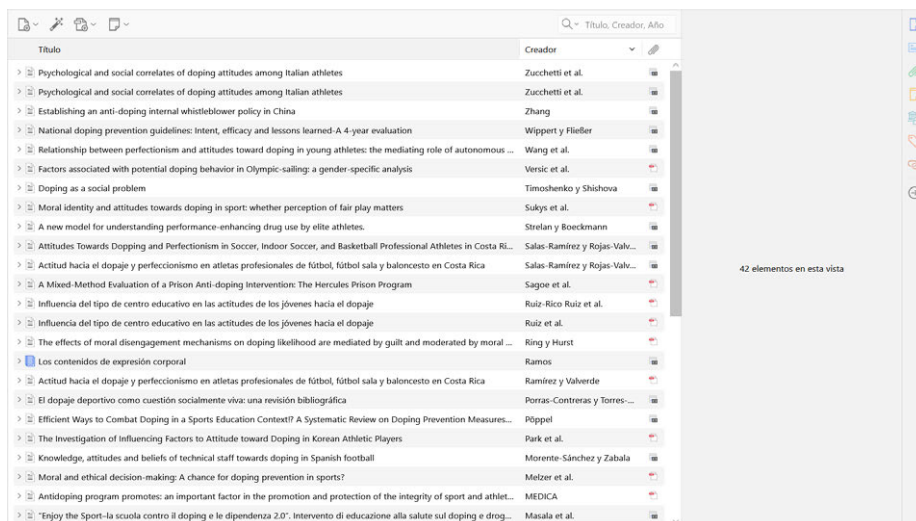 Título, Creador, Año
Título Creador
Psychological and social correlates of doping attitudes among Italian athletes Zucchetti et al.
Psychological and social correlates of doping attitudes among Italian athletes Zucchetti et al.
Establishing an anti-doping internal whistleblower policy in China Zhang
National doping prevention guidelines: Intent, efficacy and lessons learned-A 4-year evaluation Wippert y Fließer
Relationship between perfectionism and attitudes toward doping in young athletes: the mediating role of autonomous ... Wang et al.
Factors associated with potential doping behavior in Olympic-sailing: a gender-specific analysis Versic et al.
Doping as a social problem Timoshenko y Shishova
Moral identity and attitudes towards doping in sport: whether perception of fair play matters Sukys et al.
A new model for understanding performance-enhancing drug use by elite athletes. Strelan y Boeckmann
Attitudes Towards Dopping and Perfectionism in Soccer, Indoor Soccer, and Basketball Professional Athletes in Costa Ri... Salas-Ramírez y Rojas-Valv...
Actitud hacia el dopaje y perfeccionismo en atletas profesionales de fútbol, fútbol sala y baloncesto en Costa Rica Salas-Ramírez y Rojas-Valv...
42 elementos en esta vista
A Mixed-Method Evaluation of a Prison Anti-doping Intervention: The Hercules Prison Program Sagoe et al.
Influencia del tipo de centro educativo en las actitudes de los jóvenes hacia el dopaje Ruiz-Rico Ruiz et al.
Influencia del tipo de centro educativo en las actitudes de los jóvenes hacia el dopaje Ruiz et al.
The effects of moral disengagement mechanisms on doping likelihood are mediated by guilt and moderated by moral ... Ring y Hurst
Los contenidos de expresión corporal Ramos
Actitud hacia el dopaje y perfeccionismo en atletas profesionales de fútbol, fútbol sala y baloncesto en Costa Rica Ramírez y Valverde
El dopaje deportivo como cuestión socialmente viva: una revisión bibliográfica Porras-Contreras y Torres-...
Efficient Ways to Combat Doping in a Sports Education Context!? A Systematic Review on Doping Prevention Measures... Pöppel
The Investigation of Influencing Factors to Attitude toward Doping in Korean Athletic Players Park et al.
Knowledge, attitudes and beliefs of technical staff towards doping in Spanish football Morente-Sánchez y Zabala
Moral and ethical decision-making: A chance for doping prevention in sports? Melzer et al.
Antidoping program promotes: an important factor in the promotion and protection of the integrity of sport and athlet... MEDICA
"Enjoy the Sport–la scuola contro il doping e le dipendenza 2.0". Intervento di educazione alla salute sul doping e drog... Masala et al.